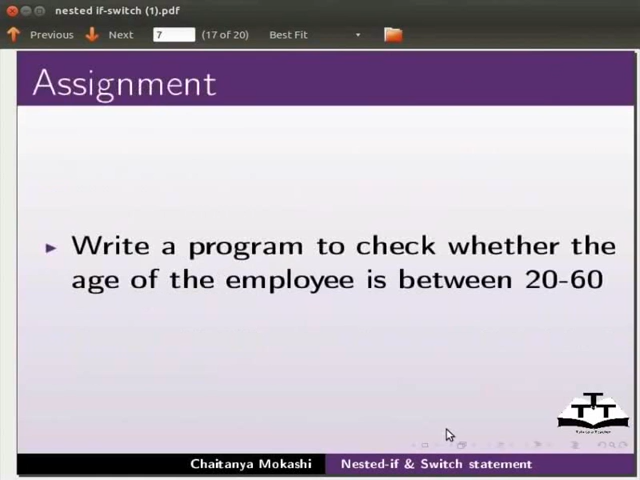 nested if-switch (1).pdf
Previous Next 7 (17 of 20) Best Fit
Assignment
Write a program to check whether the
age of the employee is between 20-60
Chaitanya Mokashi Nested-if & Switch statement